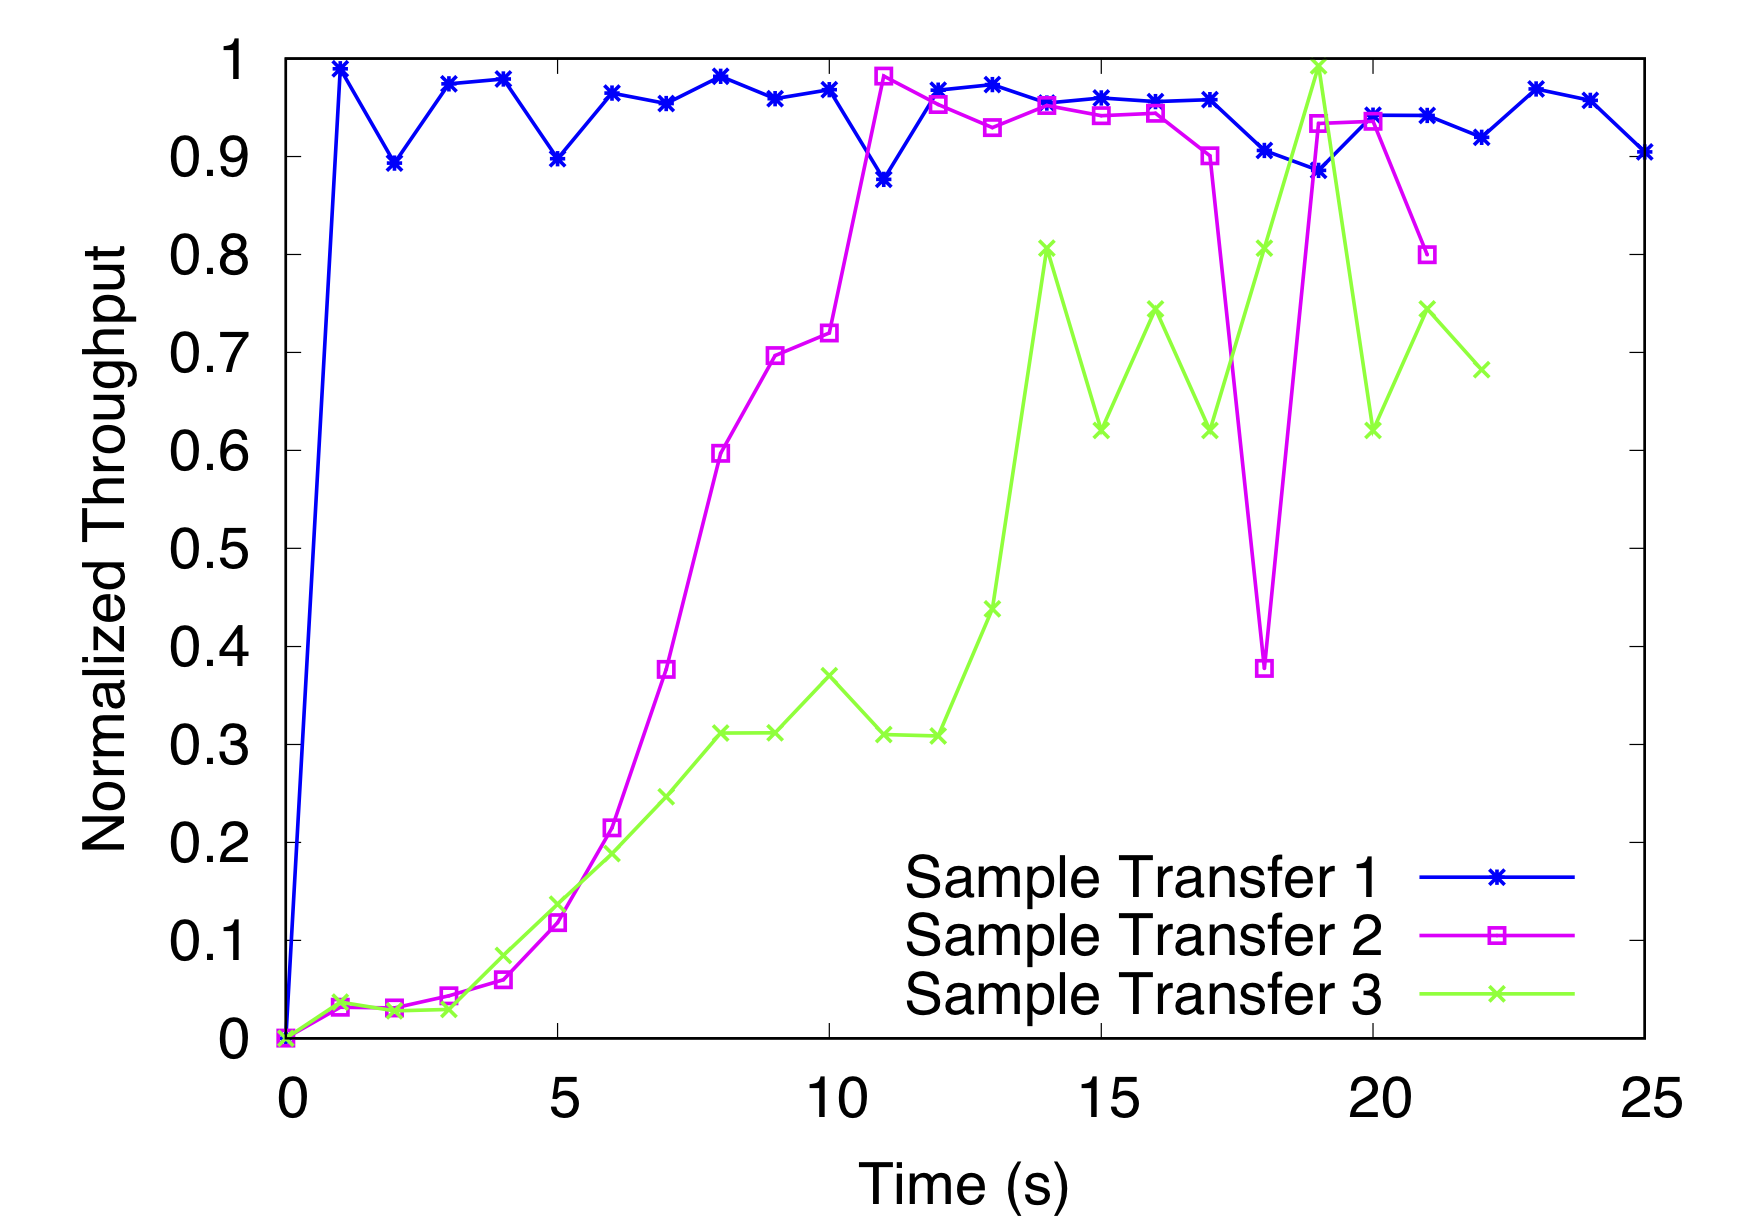 1
0.9
0.8
0.7
0.6
0.5
0.4
0.3
0.2
0.1
0
Normalized Throughput
Sample Transfer 1
Sample Transfer 2
Sample Transfer 3
0 5 10 15 20 25
Time (s)